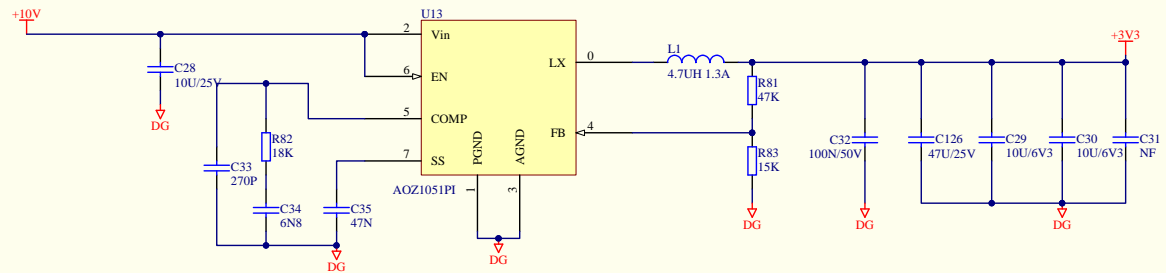 +10V
U13
2 Vin
C28
10U/25V
6 EN
DG
5 COMP
C33
270P
R82
18K
C34
6N8
7 SS
C35
47N
DG
AOZ1051PI
PGND
1
AGND
3
DG
LX 0
L1
4.7UH 1.3A
FB 4
R81
47K
R83
15K
DG
+3V3
C32
100N/50V
DG
C126
47U/25V
C29
10U/6V3
C30
10U/6V3
C31
NF
DG